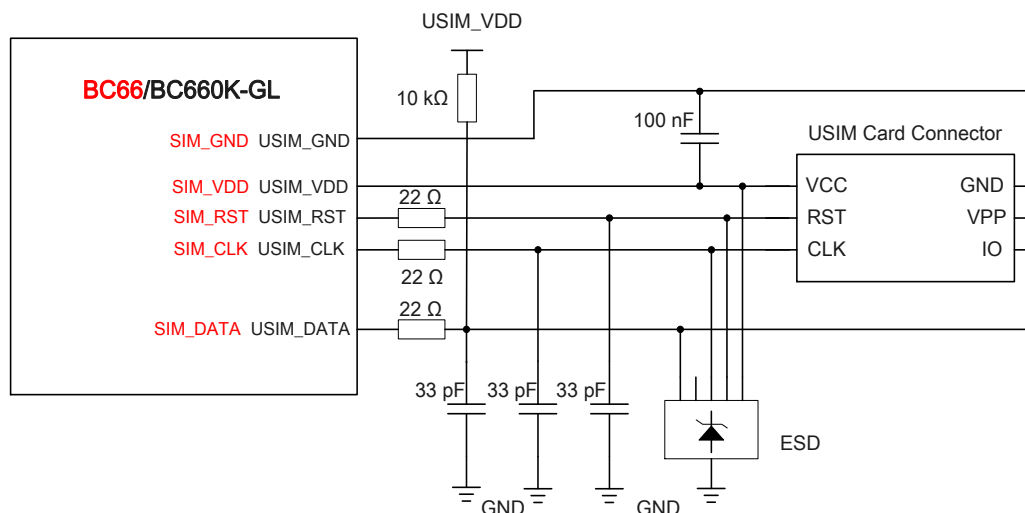 USIM_VDD
BC66/BC660K-GL
10 kΩ
100 nF
USIM Card Connector
SIM_GND USIM_GND
SIM_VDD USIM_VDD
VCC GND
22 Ω
SIM_RST USIM_RST
RST VPP
SIM_CLK USIM_CLK
CLK IO
22 Ω
22 Ω
SIM_DATA USIM_DATA
33 pF 33 pF 33 pF
ESD
GND GND